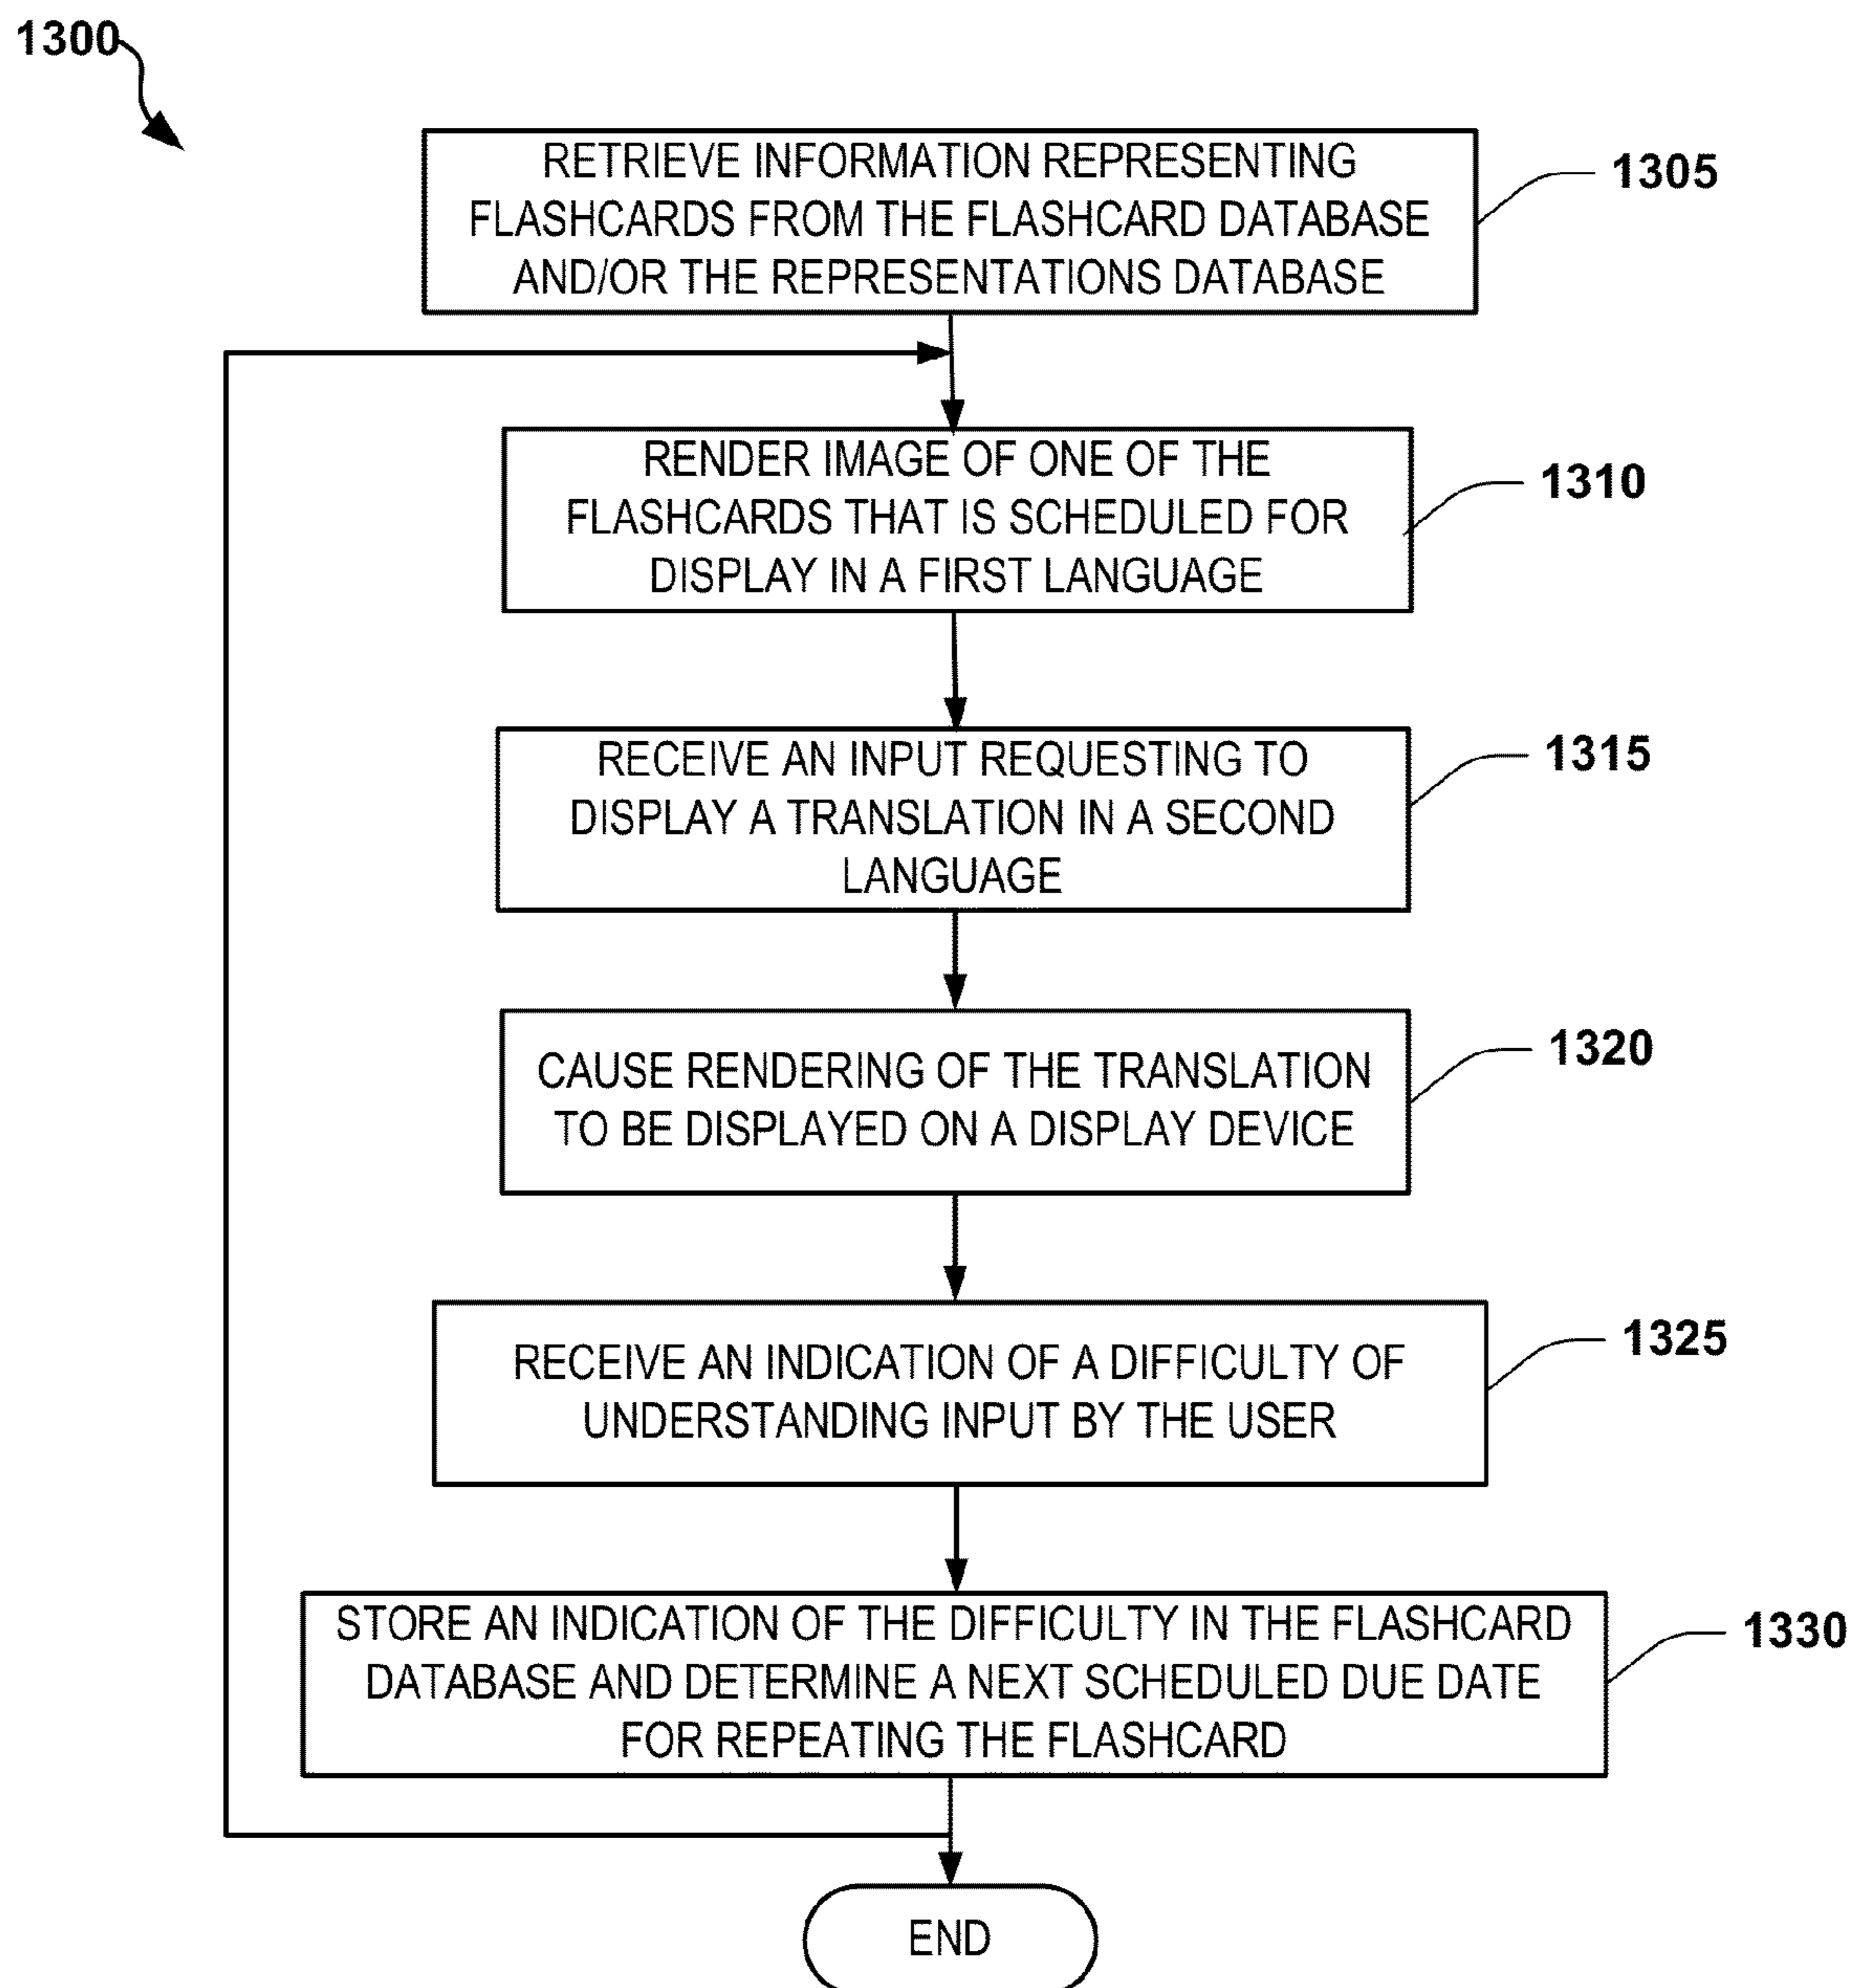 1300
RETRIEVE INFORMATION REPRESENTING
FLASHCARDS FROM THE FLASHCARD DATABASE
AND/OR THE REPRESENTATIONS DATABASE
1305
RENDER IMAGE OF ONE OF THE
FLASHCARDS THAT IS SCHEDULED FOR
DISPLAY IN A FIRST LANGUAGE
1310
RECEIVE AN INPUT REQUESTING TO
DISPLAY A TRANSLATION IN A SECOND
LANGUAGE
1315
CAUSE RENDERING OF THE TRANSLATION
TO BE DISPLAYED ON A DISPLAY DEVICE
1320
RECEIVE AN INDICATION OF A DIFFICULTY OF
UNDERSTANDING INPUT BY THE USER
1325
STORE AN INDICATION OF THE DIFFICULTY IN THE FLASHCARD
DATABASE AND DETERMINE A NEXT SCHEDULED DUE DATE
FOR REPEATING THE FLASHCARD
1330
END